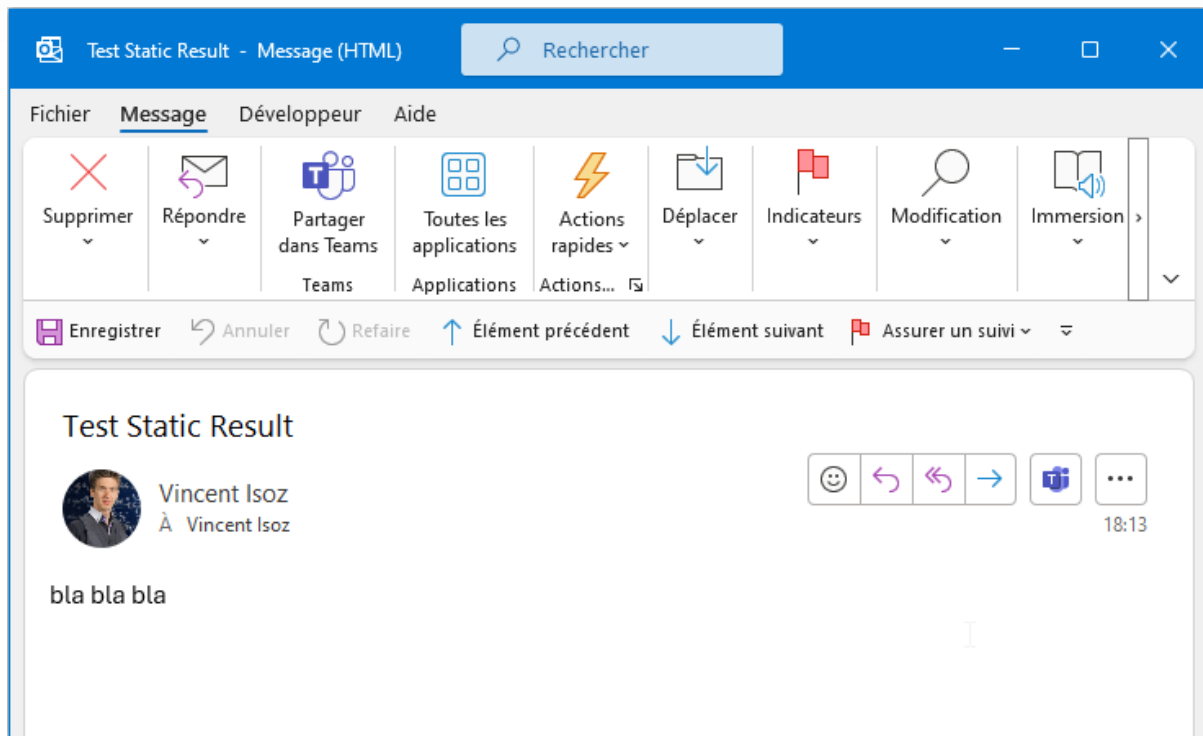 Test Static Result - Message (HTML)
Rechercher
Fichier Message Développeur Aide
Supprimer Répondre Partager dans Teams Toutes les applications Actions rapides Déplacer Indicateurs Modification Immersion
Teams Applications Actions...
Enregistrer Annuler Refaire Élément précédent Élément suivant Assurer un suivi
Test Static Result
Vincent Isoz
À Vincent Isoz
18:13
bla bla bla